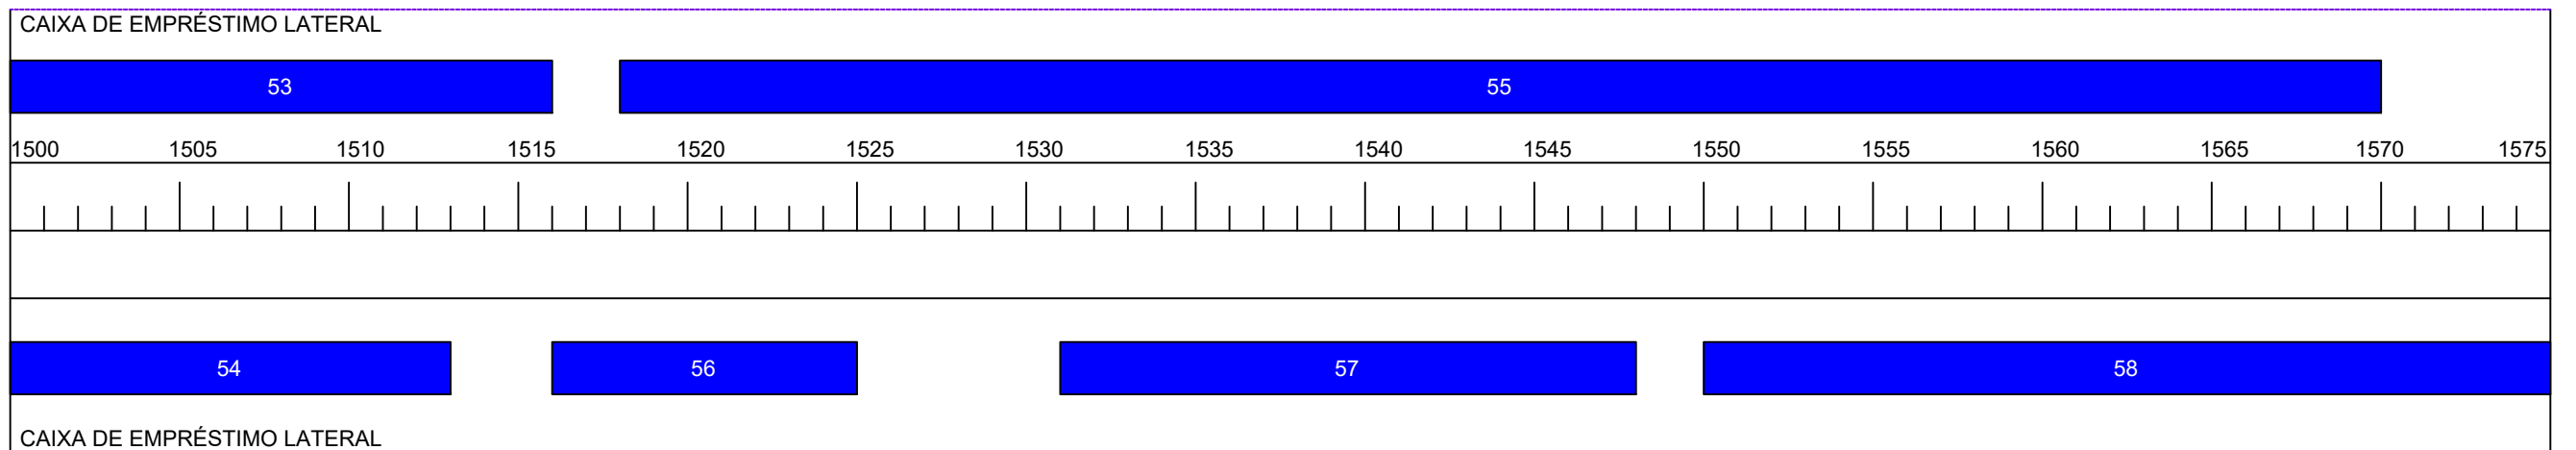 CAIXA DE EMPRÉSTIMO LATERAL
53 55
1500 1505 1510 1515 1520 1525 1530 1535 1540 1545 1550 1555 1560 1565 1570 1575
54 56 57 58
CAIXA DE EMPRÉSTIMO LATERAL